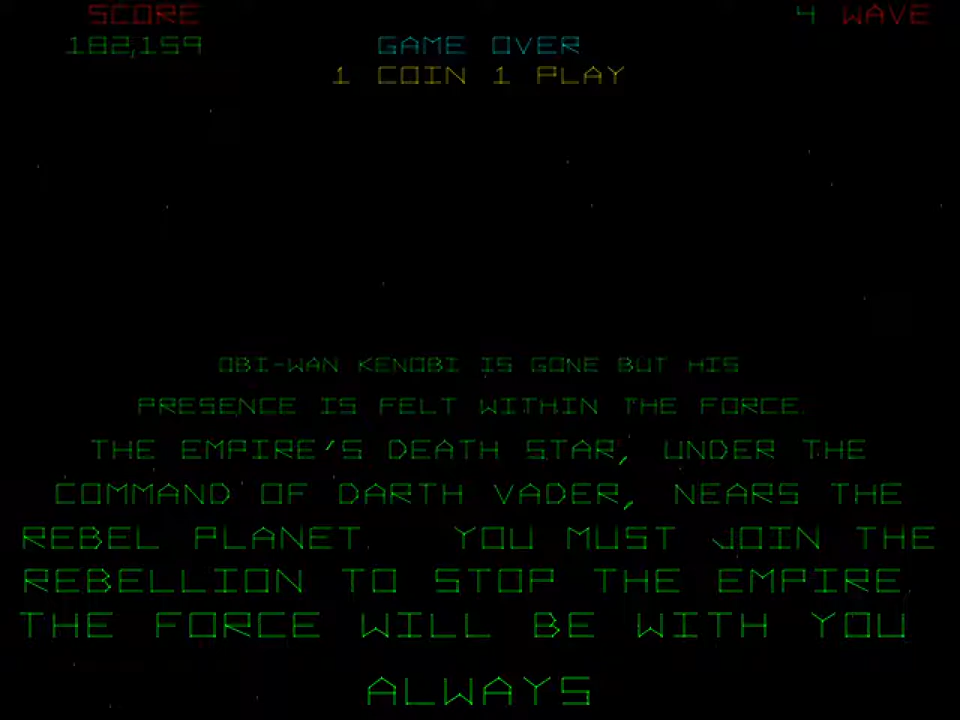 SCORE
4 WAVE
182,159
GAME OVER
1 COIN 1 PLAY
OBI-WAN KENOBI IS GONE BUT HIS
PRESENCE IS FELT WITHIN THE FORCE.
THE EMPIRE'S DEATH STAR, UNDER THE
COMMAND OF DARTH VADER, NEARS THE
REBEL PLANET. YOU MUST JOIN THE
REBELLION TO STOP THE EMPIRE.
THE FORCE WILL BE WITH YOU
ALWAYS